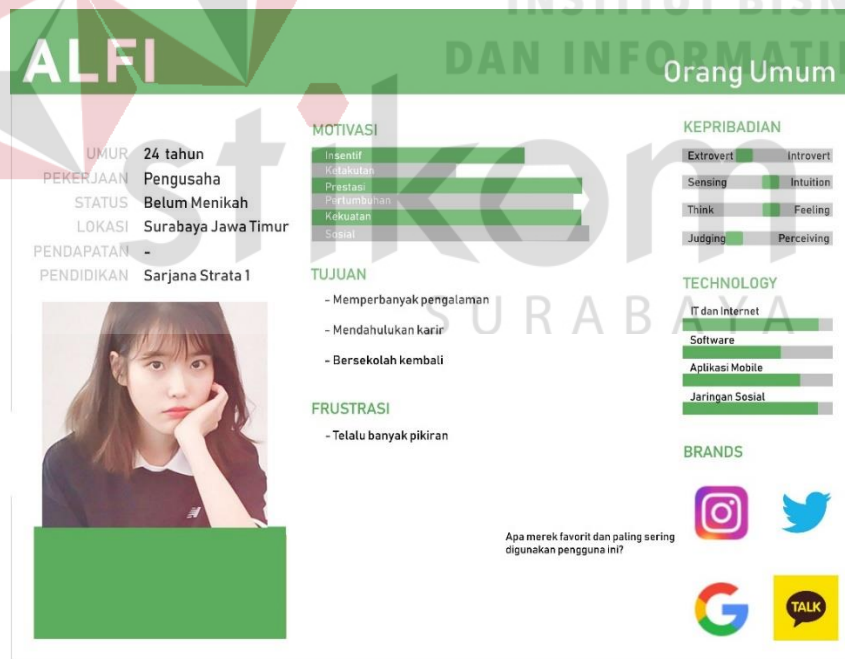 INSTITUT BISN
DAN INFORMATIK
ALFI
Orang Umum
UMUR 24 tahun
PEKERJAAN Pengusaha
STATUS Belum Menikah
LOKASI Surabaya Jawa Timur
PENDAPATAN -
PENDIDIKAN Sarjana Strata 1
MOTIVASI
Insentif
Ketakutan
Prestasi
Pertumbuhan
Kekuatan
Sosial
TUJUAN
- Memperbanyak pengalaman
- Mendahulukan karir
- Bersekolah kembali
FRUSTRASI
- Telalu banyak pikiran
KEPRIBADIAN
Extrovert Introvert
Sensing Intuition
Think Feeling
Judging Perceiving
TECHNOLOGY
IT dan Internet
Software
Aplikasi Mobile
Jaringan Sosial
BRANDS
Apa merek favorit dan paling sering
digunakan pengguna ini?
TALK
stikom
SURABAYA